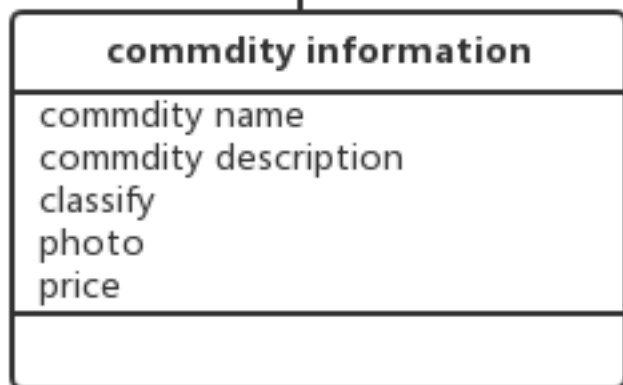 commdity information
commdity name
commdity description
classify
photo
price